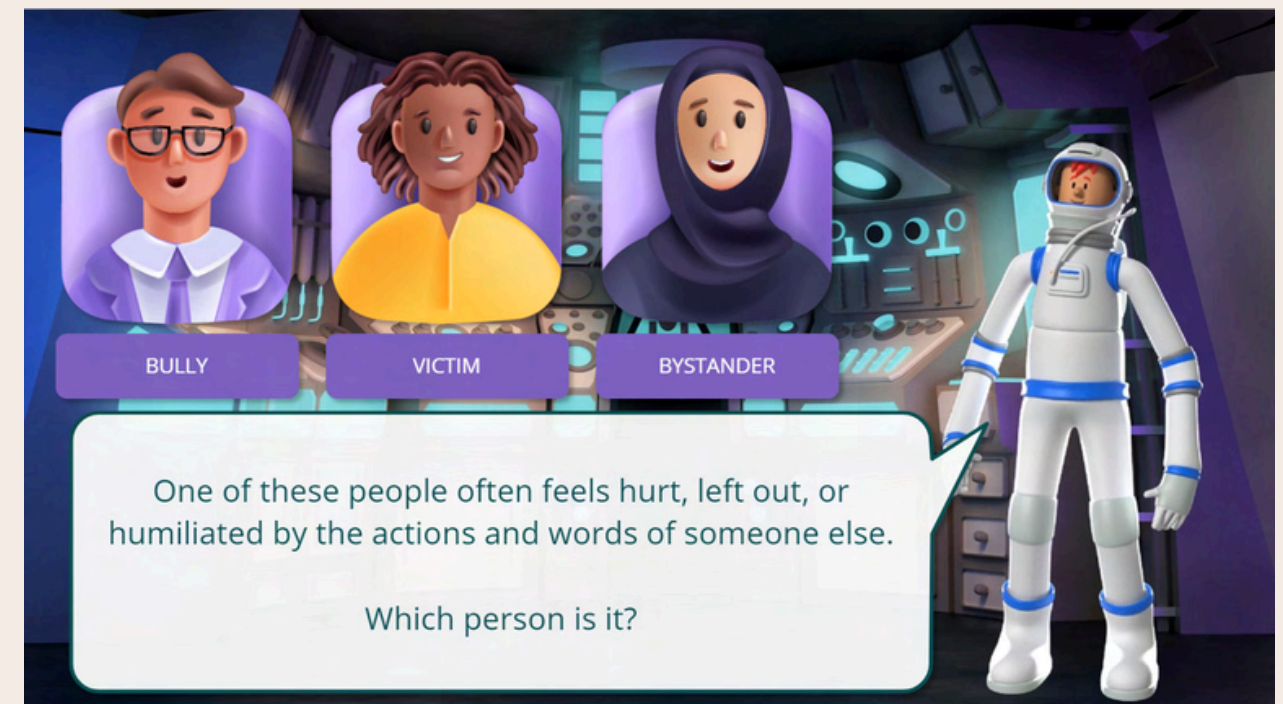 BULLY
VICTIM
BYSTANDER
One of these people often feels hurt, left out, or
humiliated by the actions and words of someone else.
Which person is it?